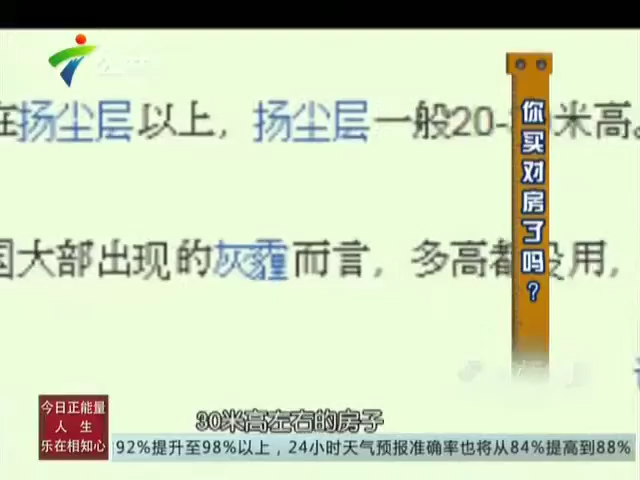 在扬尘层以上，扬尘层一般20-30米高。
国大部出现的灰霾而言，多高都没用，
你买对房了吗？
30米高左右的房子
今日正能量
人生
乐在相知心
92%提升至98%以上，24小时天气预报准确率也将从84%提高到88%